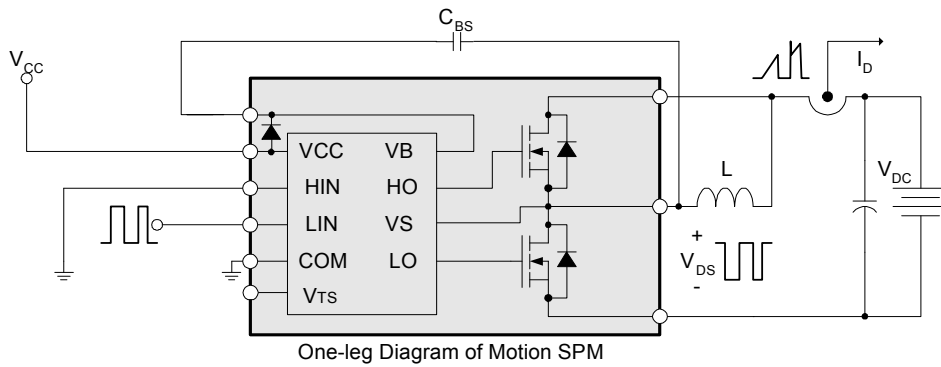 C_BS
V_CC
I_D
VCC VB
HIN HO
LIN VS
COM LO
V_TS
L
V_DC
+
V_DS
-
One-leg Diagram of Motion SPM